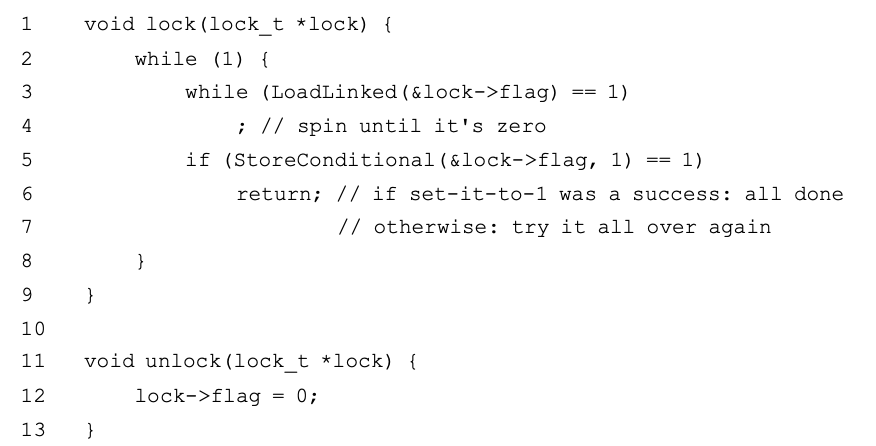 1 void lock(lock_t *lock) {
2 while (1) {
3 while (LoadLinked(&lock->flag) == 1)
4 ; // spin until it's zero
5 if (StoreConditional(&lock->flag, 1) == 1)
6 return; // if set-it-to-1 was a success: all done
7 // otherwise: try it all over again
8 }
9 }
10
11 void unlock(lock_t *lock) {
12 lock->flag = 0;
13 }